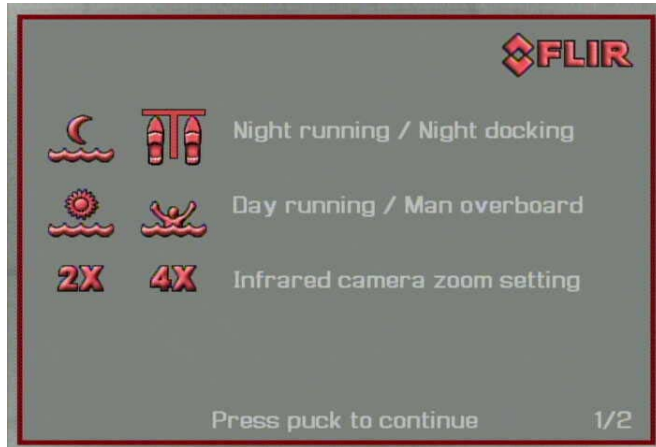 FLIR
Night running / Night docking
Day running / Man overboard
2X 4X Infrared camera zoom setting
Press puck to continue 1/2